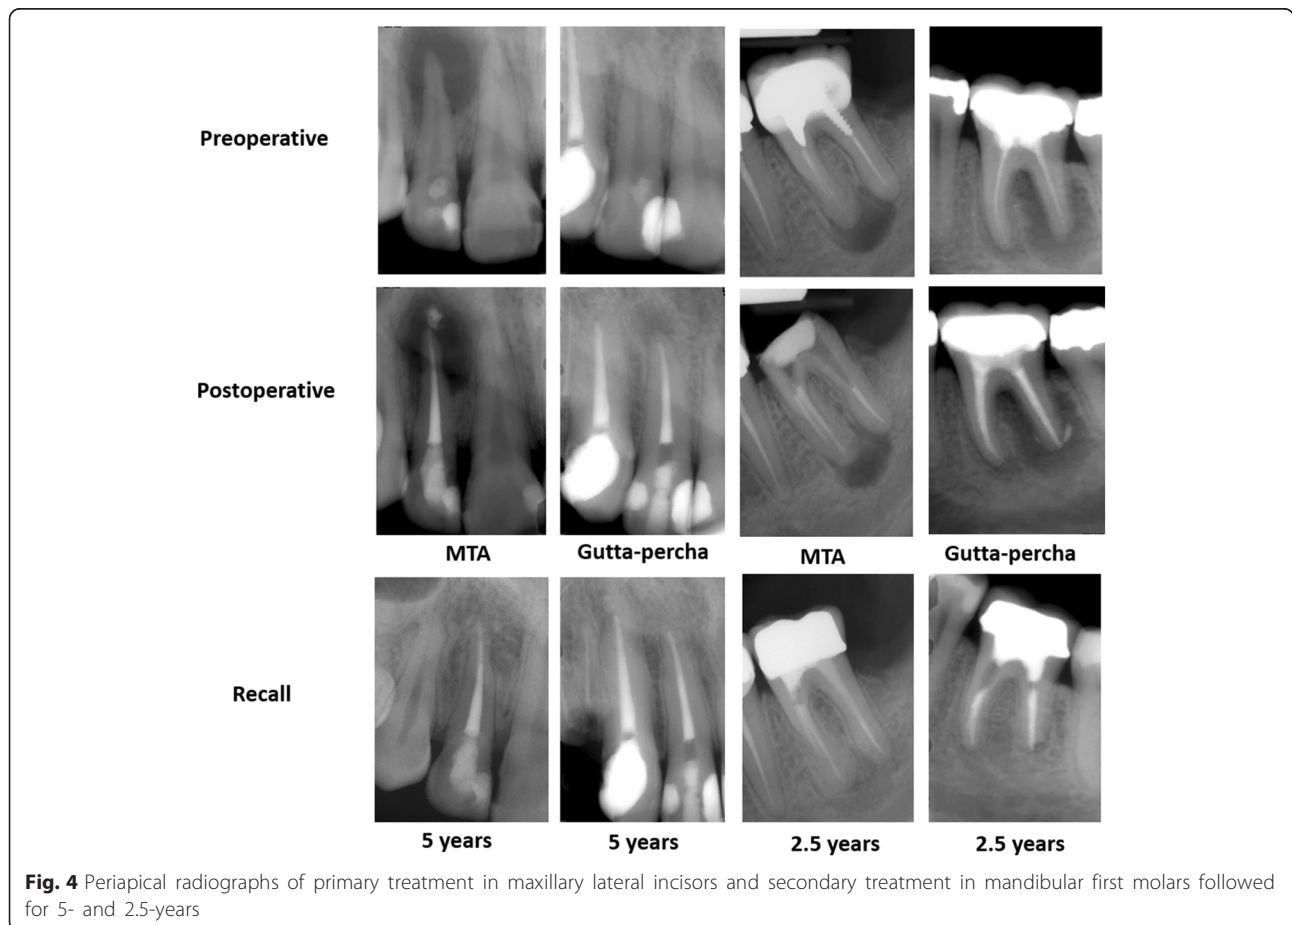 Preoperative
Postoperative
MTA
Gutta-percha
MTA
Gutta-percha
Recall
5 years
5 years
2.5 years
2.5 years
Fig. 4 Periapical radiographs of primary treatment in maxillary lateral incisors and secondary treatment in mandibular first molars followed
for 5- and 2.5-years